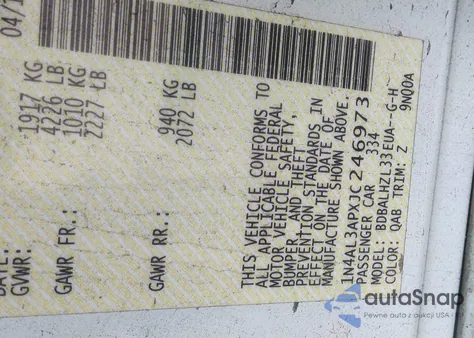 04/1
DATE:
GVWR: 1917 KG
4226 LB
GAWR FR.: 1010 KG
2227 LB
GAWR RR.: 940 KG
2072 LB
THIS VEHICLE CONFORMS TO
ALL APPLICABLE FEDERAL
MOTOR VEHICLE SAFETY,
BUMPER, AND THEFT
PREVENTION STANDARDS IN
EFFECT ON THE DATE OF
MANUFACTURE SHOWN ABOVE.
1N4AL3APXJC246973
PASSENGER CAR 334
MODEL: BDBALHZL33EUA--G-H
COLOR: QAB TRIM: Z 9N00A
autoSnap
Pewne auto z aukcji USA